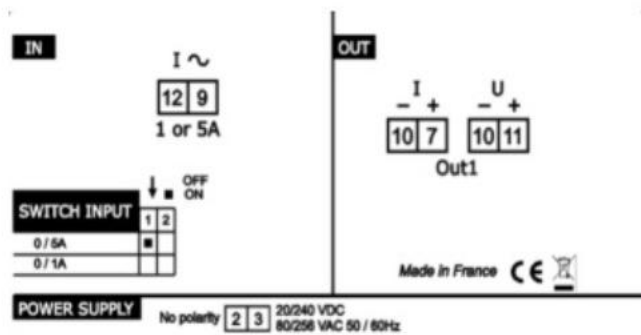 IN
I ~
12 9
1 or 5A
OUT
I U
- + - +
10 7 10 11
Out1
↓ OFF
■ ON
SWITCH INPUT 1 2
0 / 5A ■
0 / 1A
Made in France CE
POWER SUPPLY
No polarity 2 3 20/240 VDC
80/256 VAC 50 / 60Hz